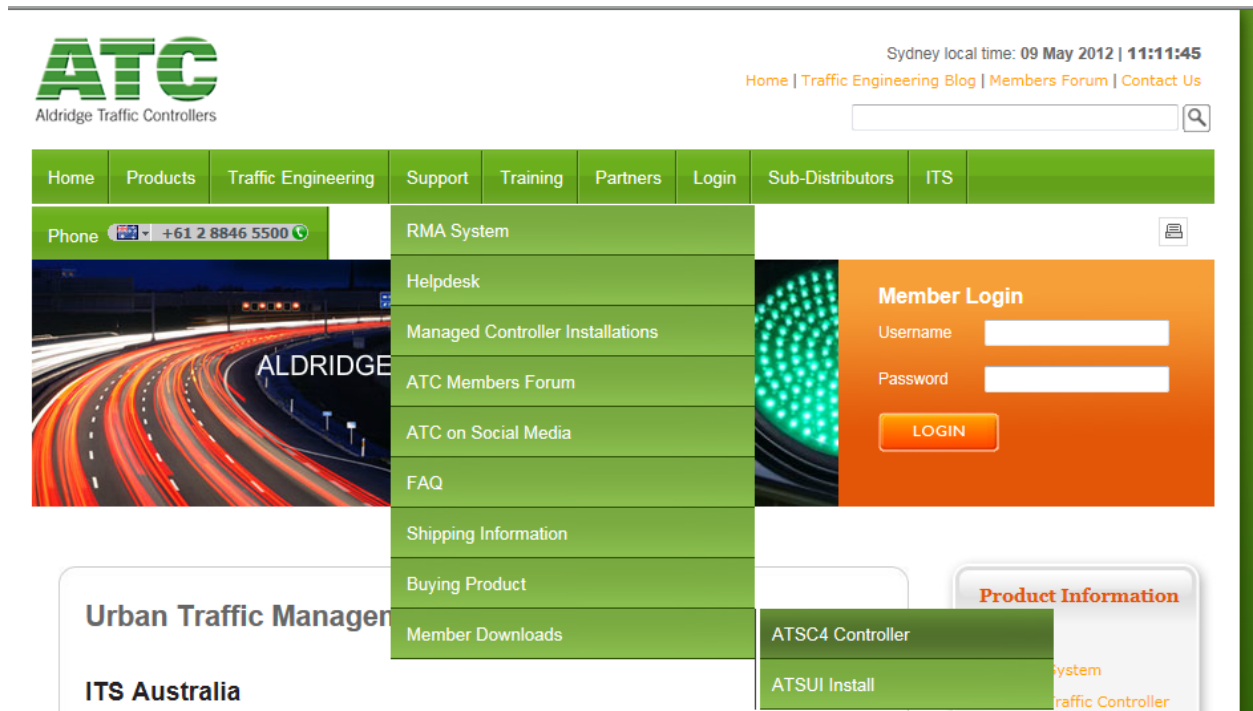 ATC
Aldridge Traffic Controllers
Sydney local time: 09 May 2012 | 11:11:45
Home | Traffic Engineering Blog | Members Forum | Contact Us
Home Products Traffic Engineering Support Training Partners Login Sub-Distributors ITS
Phone +61 2 8846 5500
RMA System
Helpdesk
Managed Controller Installations
ATC Members Forum
ATC on Social Media
FAQ
Shipping Information
Buying Product
Member Downloads
ATSC4 Controller
ATSUI Install
ALDRIDGE
Member Login
Username
Password
LOGIN
Urban Traffic Managem
ITS Australia
Product Information
System
raffic Controller